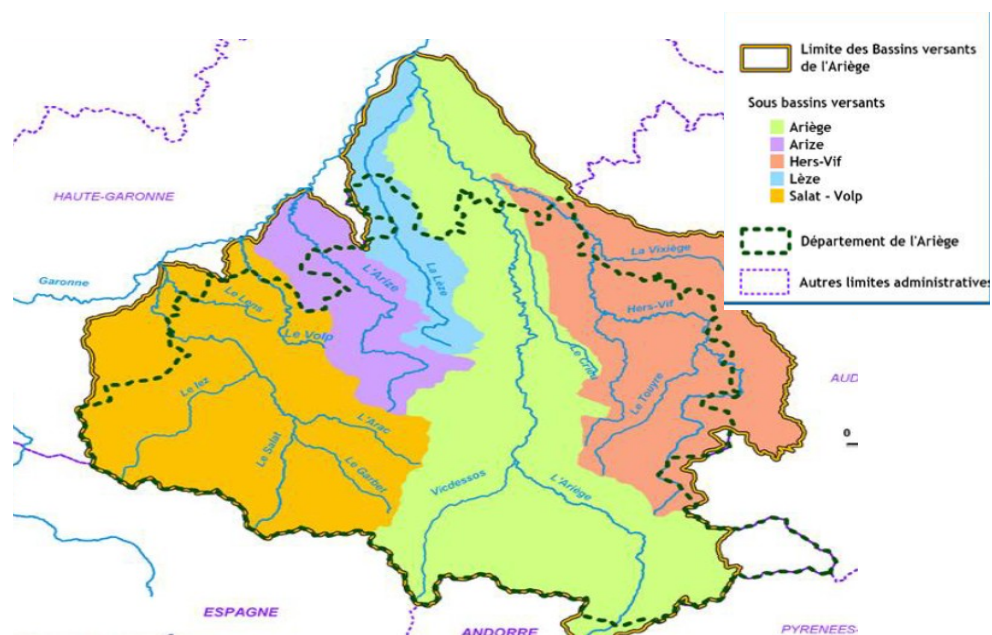 Limite des Bassins versants
de l'Ariège
Sous bassins versants
Ariège
Arize
Hers-Vif
Lèze
Salat - Volp
Département de l'Ariège
Autres limites administratives
HAUTE-GARONNE
Garonne
La Vixiège
L'Arize
La Lèze
Le Lens
Hers-Vif
Le Volp
Le Crieu
Le lez
Le Touyre
AUD
L'Arac
0
Le Salat
Le Garbet
Vicdessos
L'Ariège
ESPAGNE
ANDORRE
PYRENEES-